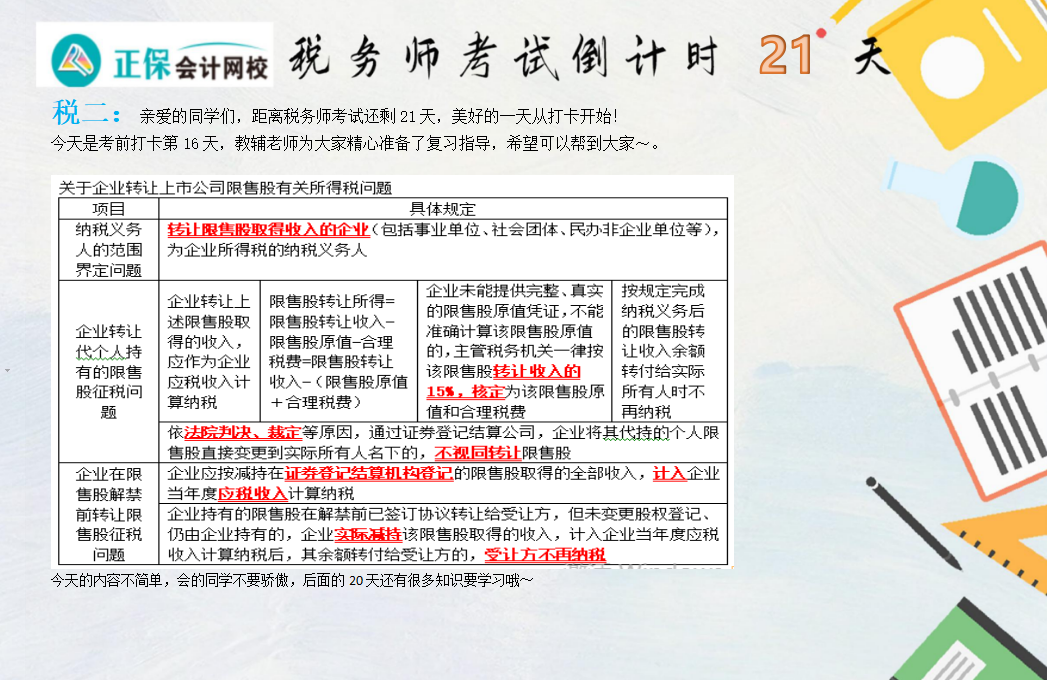 正保会计网校
税务师考试倒计时 21 天
税二：亲爱的同学们，距离税务师考试还剩 21 天，美好的一天从打卡开始!
今天是考前打卡第 16 天，教辅老师为大家精心准备了复习指导，希望可以帮到大家～。
关于企业转让上市公司限售股有关所得税问题
项目
具体规定
纳税义务
人的范围
界定问题
转让限售股取得收入的企业（包括事业单位、社会团体、民办非企业单位等），
为企业所得税的纳税义务人
企业转让
代个人持
有的限售
股征税问
题
企业转让上
述限售股取
得的收入，
应作为企业
应税收入计
算纳税
限售股转让所得=
限售股转让收入-
限售股原值-合理
税费=限售股转让
收入-（限售股原值
＋合理税费）
企业未能提供完整、真实
的限售股原值凭证，不能
准确计算该限售股原值
的，主管税务机关一律按
该限售股转让收入的
15%，核定为该限售股原
值和合理税费
按规定完成
纳税义务后
的限售股转
让收入余额
转付给实际
所有人时不
再纳税
依法院判决、裁定等原因，通过证券登记结算公司，企业将其代持的个人限
售股直接变更到实际所有人名下的，不视同转让限售股
企业在限
售股解禁
前转让限
售股征税
问题
企业应按减持在证券登记结算机构登记的限售股取得的全部收入，计入企业
当年度应税收入计算纳税
企业持有的限售股在解禁前已签订协议转让给受让方，但未变更股权登记、
仍由企业持有的，企业实际减持该限售股取得的收入，计入企业当年度应税
收入计算纳税后，其余额转付给受让方的，受让方不再纳税
今天的内容不简单，会的同学不要骄傲，后面的 20 天还有很多知识要学习哦～